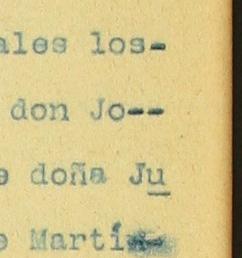 ales los-
don Jo--
e doña Ju
e Martí